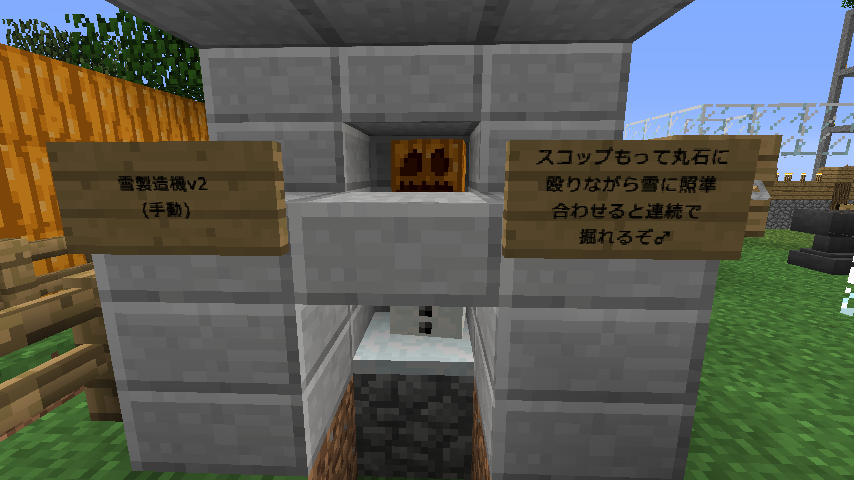 雪製造機v2
(手動)
スコップもって丸石に
殴りながら雪に照準
合わせると連続で
掘れるぞ♂